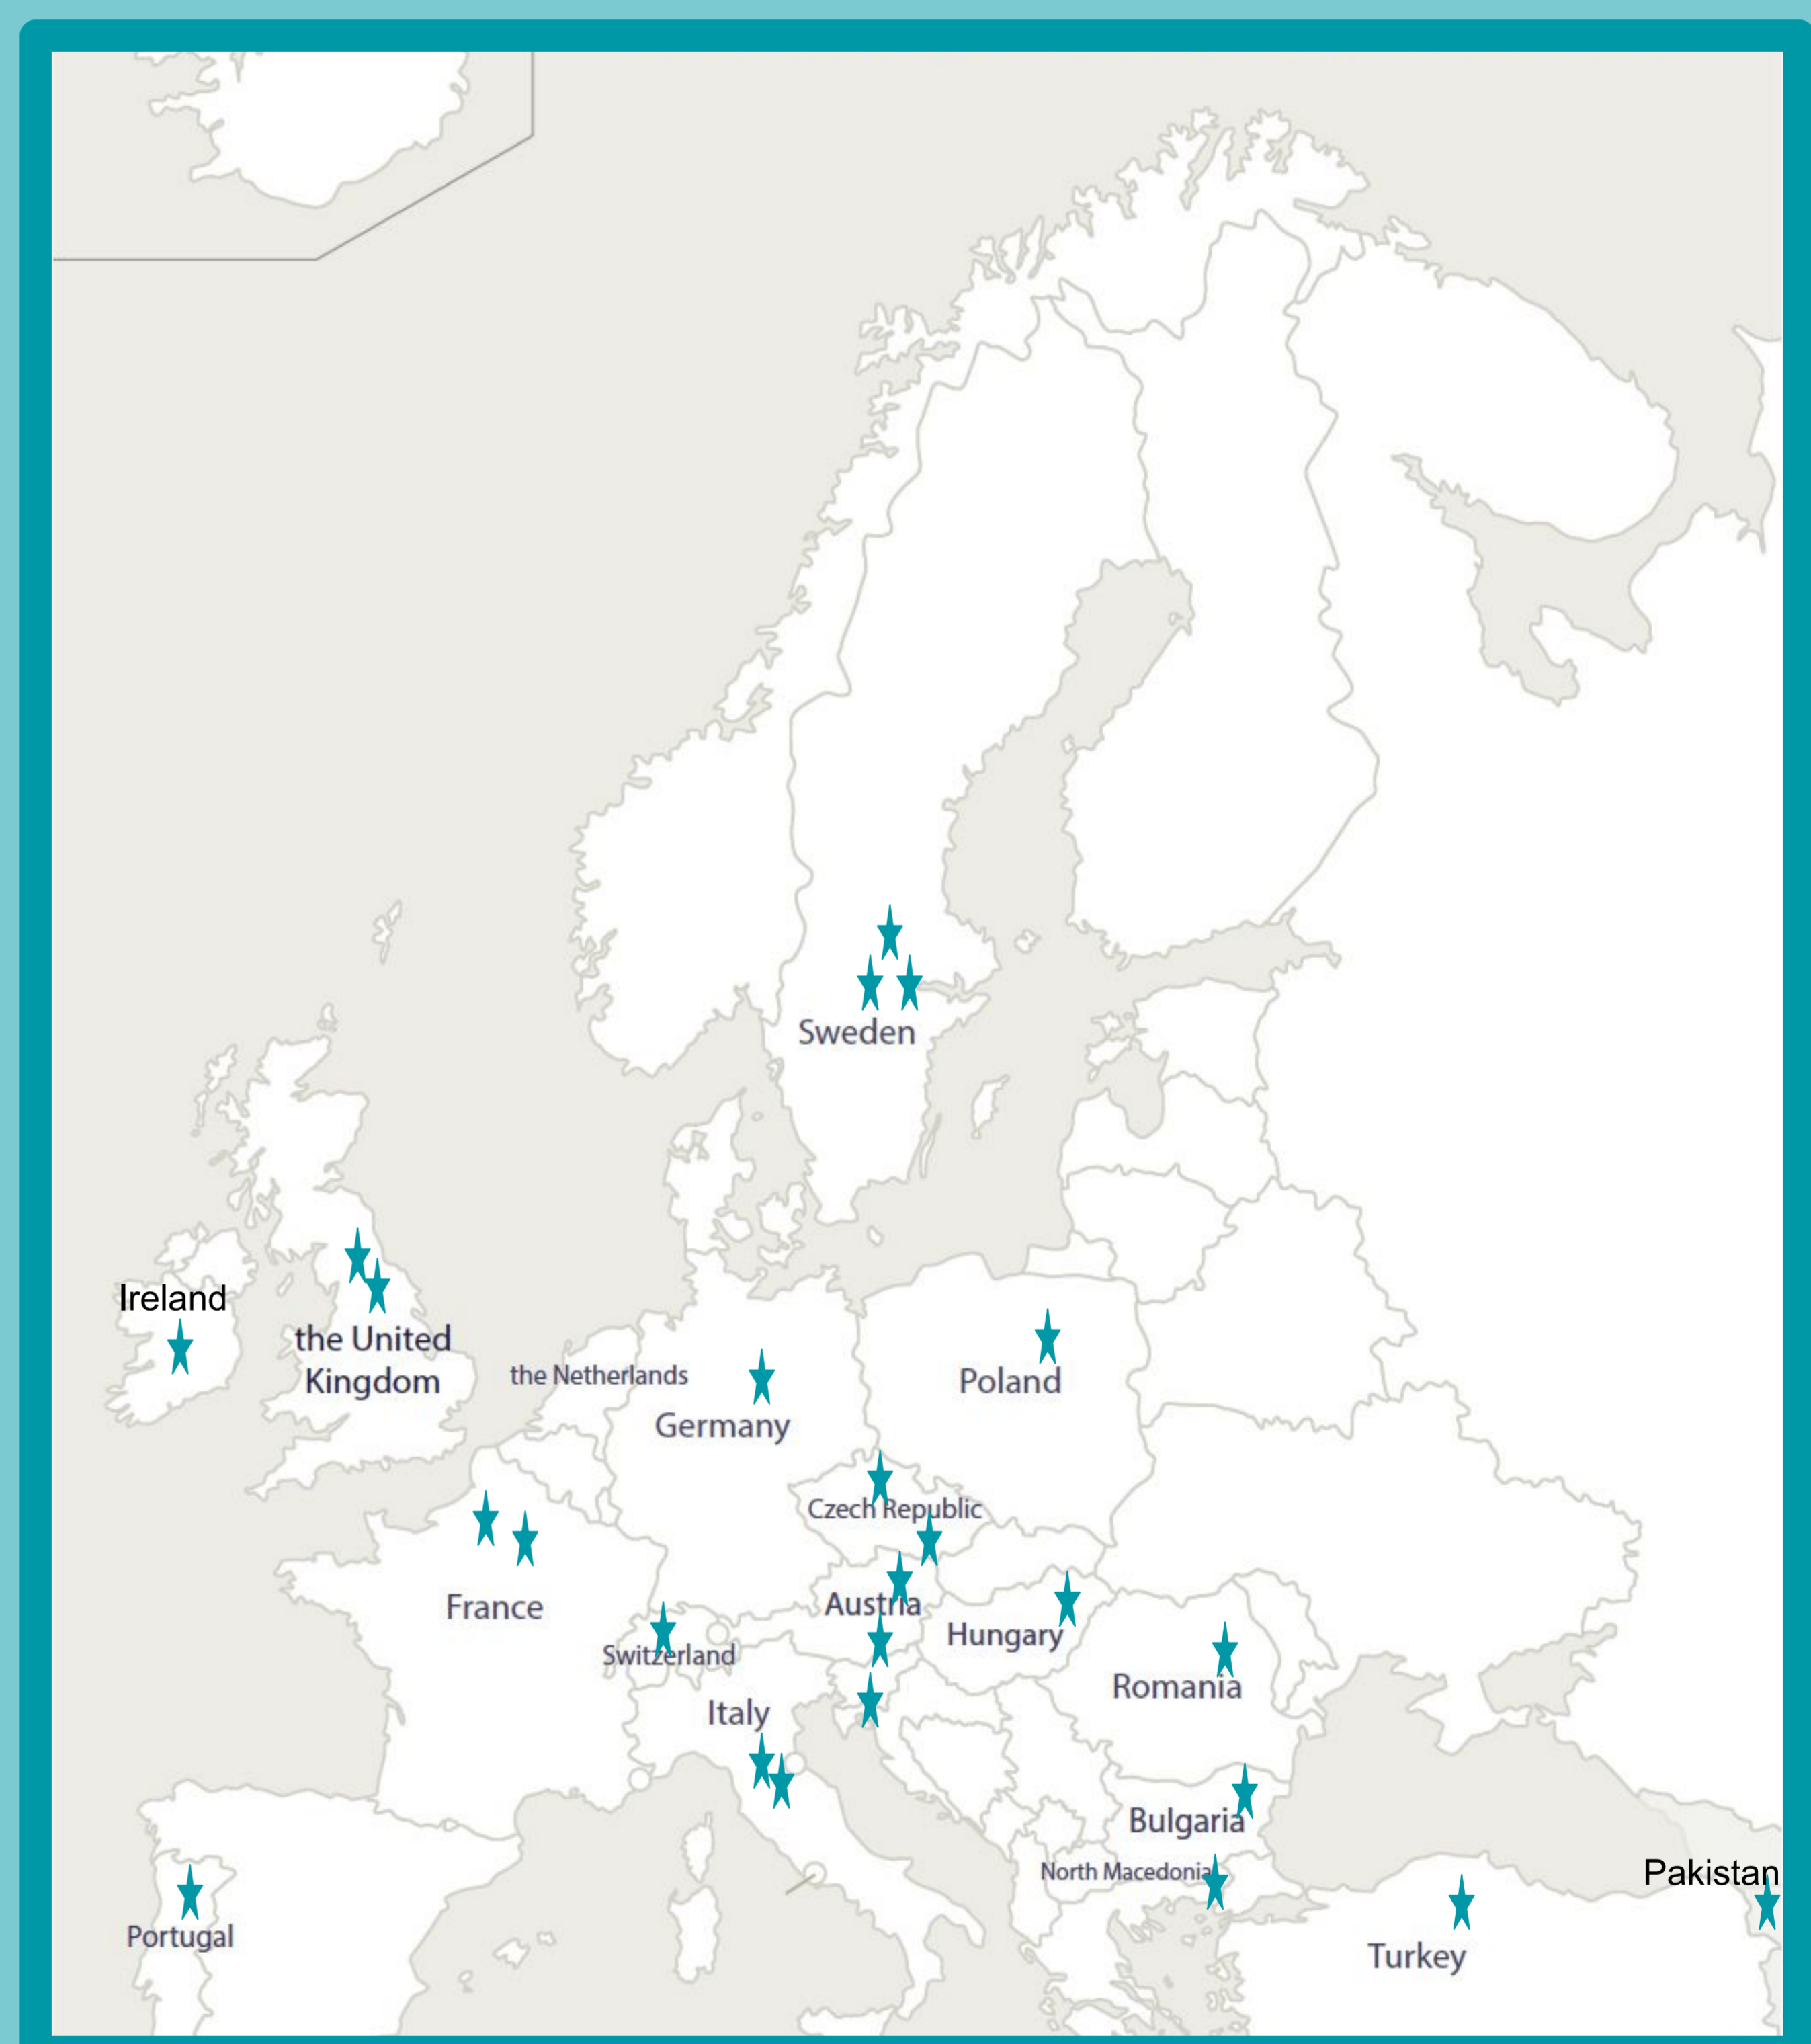 Sweden
Ireland
the United
Kingdom
the Netherlands
Poland
Germany
Czech Republic
France
Austria
Hungary
Switzerland
Romania
Italy
Bulgaria
North Macedonia
Pakistan
Portugal
Turkey